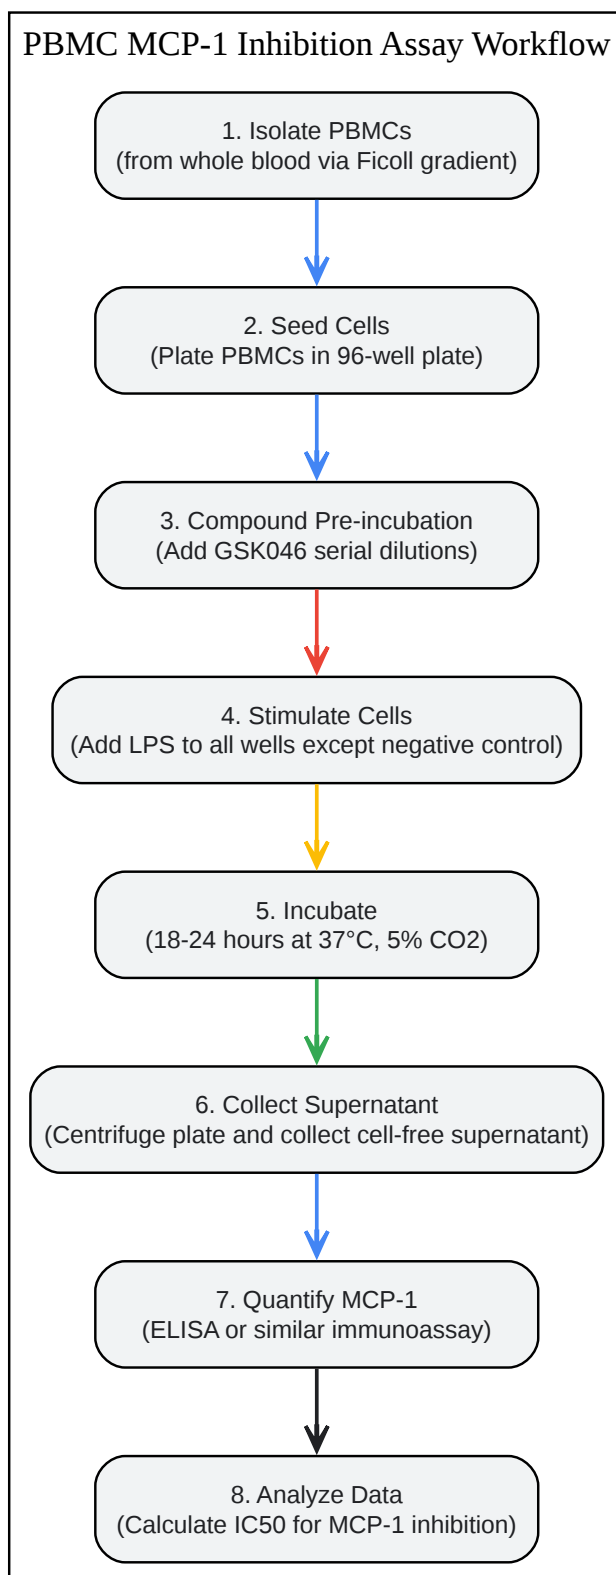 PBMC MCP-1 Inhibition Assay Workflow
1. Isolate PBMCs
(from whole blood via Ficoll gradient)
2. Seed Cells
(Plate PBMCs in 96-well plate)
3. Compound Pre-incubation
(Add GSK046 serial dilutions)
4. Stimulate Cells
(Add LPS to all wells except negative control)
5. Incubate
(18-24 hours at 37°C, 5% CO2)
6. Collect Supernatant
(Centrifuge plate and collect cell-free supernatant)
7. Quantify MCP-1
(ELISA or similar immunoassay)
8. Analyze Data
(Calculate IC50 for MCP-1 inhibition)